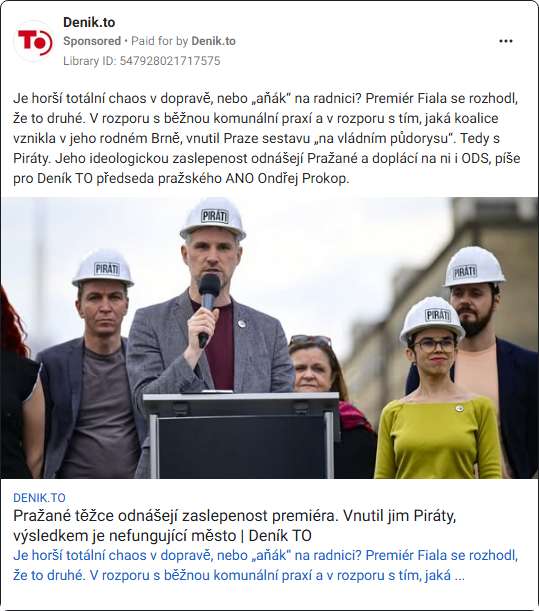 TO
Denik.to
Sponsored • Paid for by Denik.to
Library ID: 547928021717575
Je horší totální chaos v dopravě, nebo „aňák“ na radnici? Premiér Fiala se rozhodl,
že to druhé. V rozporu s běžnou komunální praxí a v rozporu s tím, jaká koalice
vznikla v jeho rodném Brně, vnutil Praze sestavu „na vládním půdorysu“. Tedy s
Piráty. Jeho ideologickou zaslepenost odnášejí Pražané a doplácí na ni i ODS, píše
pro Deník TO předseda pražského ANO Ondřej Prokop.
PIRÁTI
PIRÁTI
PIRÁTI
PIRÁTI
DENIK.TO
Pražané těžce odnášejí zaslepenost premiéra. Vnutil jim Piráty,
výsledkem je nefungující město | Deník TO
Je horší totální chaos v dopravě, nebo „aňák“ na radnici? Premiér Fiala se rozhodl,
že to druhé. V rozporu s běžnou komunální praxí a v rozporu s tím, jaká ...